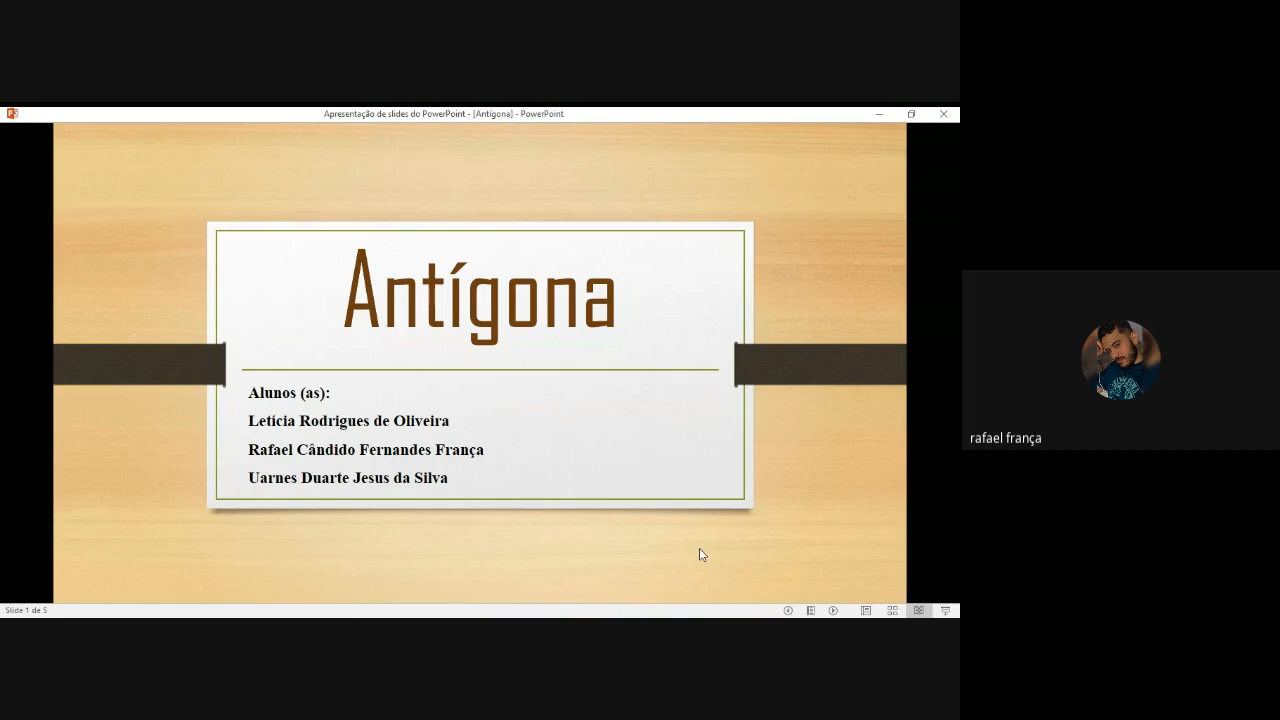 Apresentação de slides do PowerPoint - [Antígona] - PowerPoint
Antígona
Alunos (as):
Letícia Rodrigues de Oliveira
Rafael Cândido Fernandes França
Uarnes Duarte Jesus da Silva
rafael frança
Slide 1 de 5